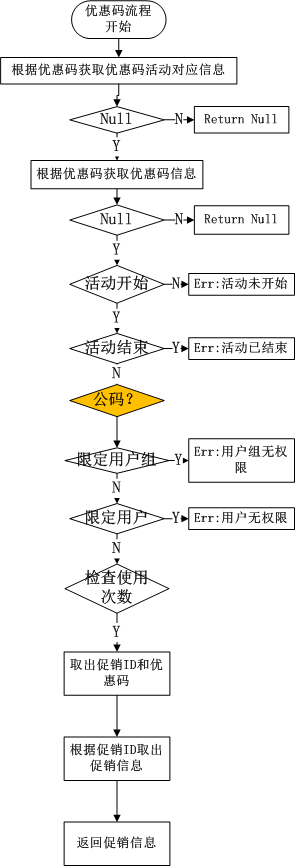 优惠码流程
开始
根据优惠码获取优惠码活动对应信息
Null
N
Return Null
Y
根据优惠码获取优惠码信息
Null
N
Return Null
Y
活动开始
N
Err:活动未开始
Y
活动结束
Y
Err:活动已结束
N
公码？
限定用户组
Y
Err:用户组无权
限
N
限定用户
Y
Err:用户无权限
N
检查使用
次数
Y
取出促销ID和优
惠码
根据促销ID取出
促销信息
返回促销信息